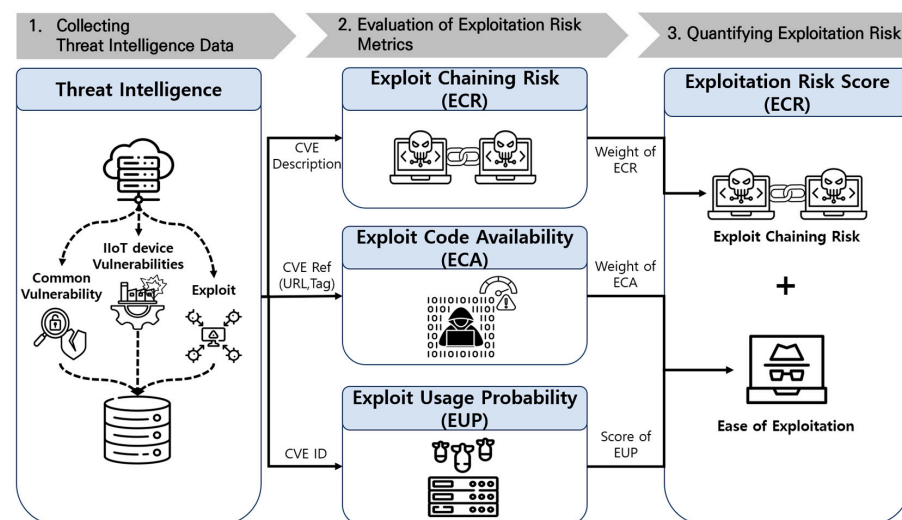 1. Collecting
Threat Intelligence Data
2. Evaluation of Exploitation Risk
Metrics
3. Quantifying Exploitation Risk
Threat Intelligence
IIoT device
Vulnerabilities
Common
Vulnerability
Exploit
CVE
Description
CVE Ref
(URL,Tag)
CVE ID
Exploit Chaining Risk
(ECR)
Exploit Code Availability
(ECA)
011010101011O
Exploit Usage Probability
(EUP)
Weight of
ECR
Weight of
ECA
Score of
EUP
Exploitation Risk Score
(ECR)
Exploit Chaining Risk
+
Ease of Exploitation